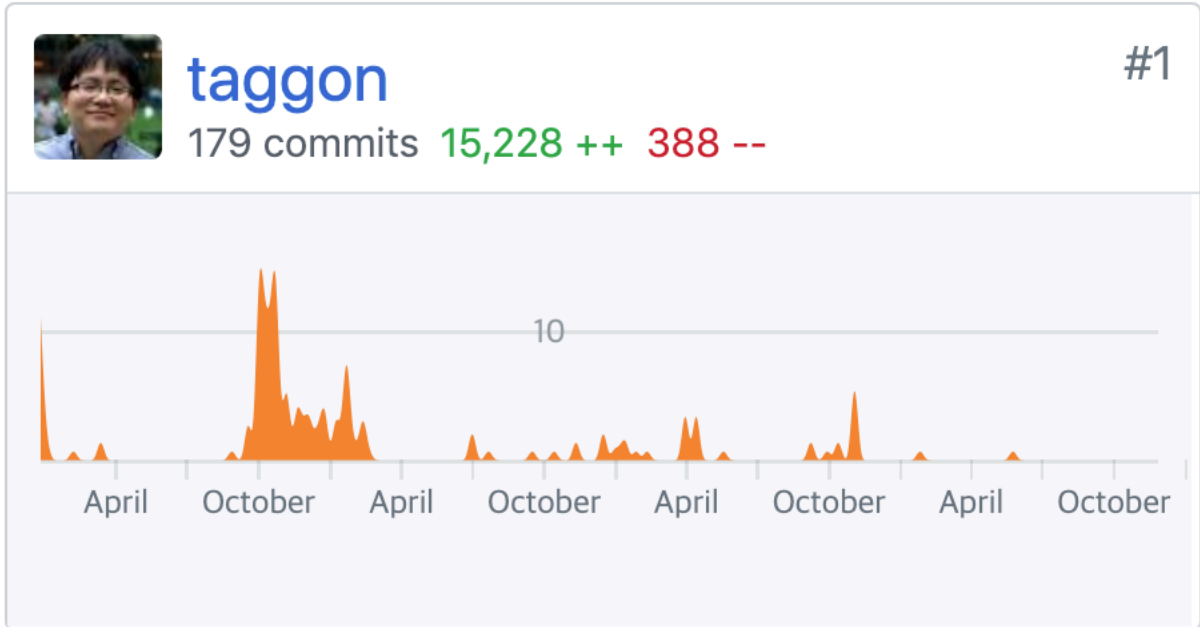 taggon
#1
179 commits 15,228 ++ 388 --
10
April October April October April October April October